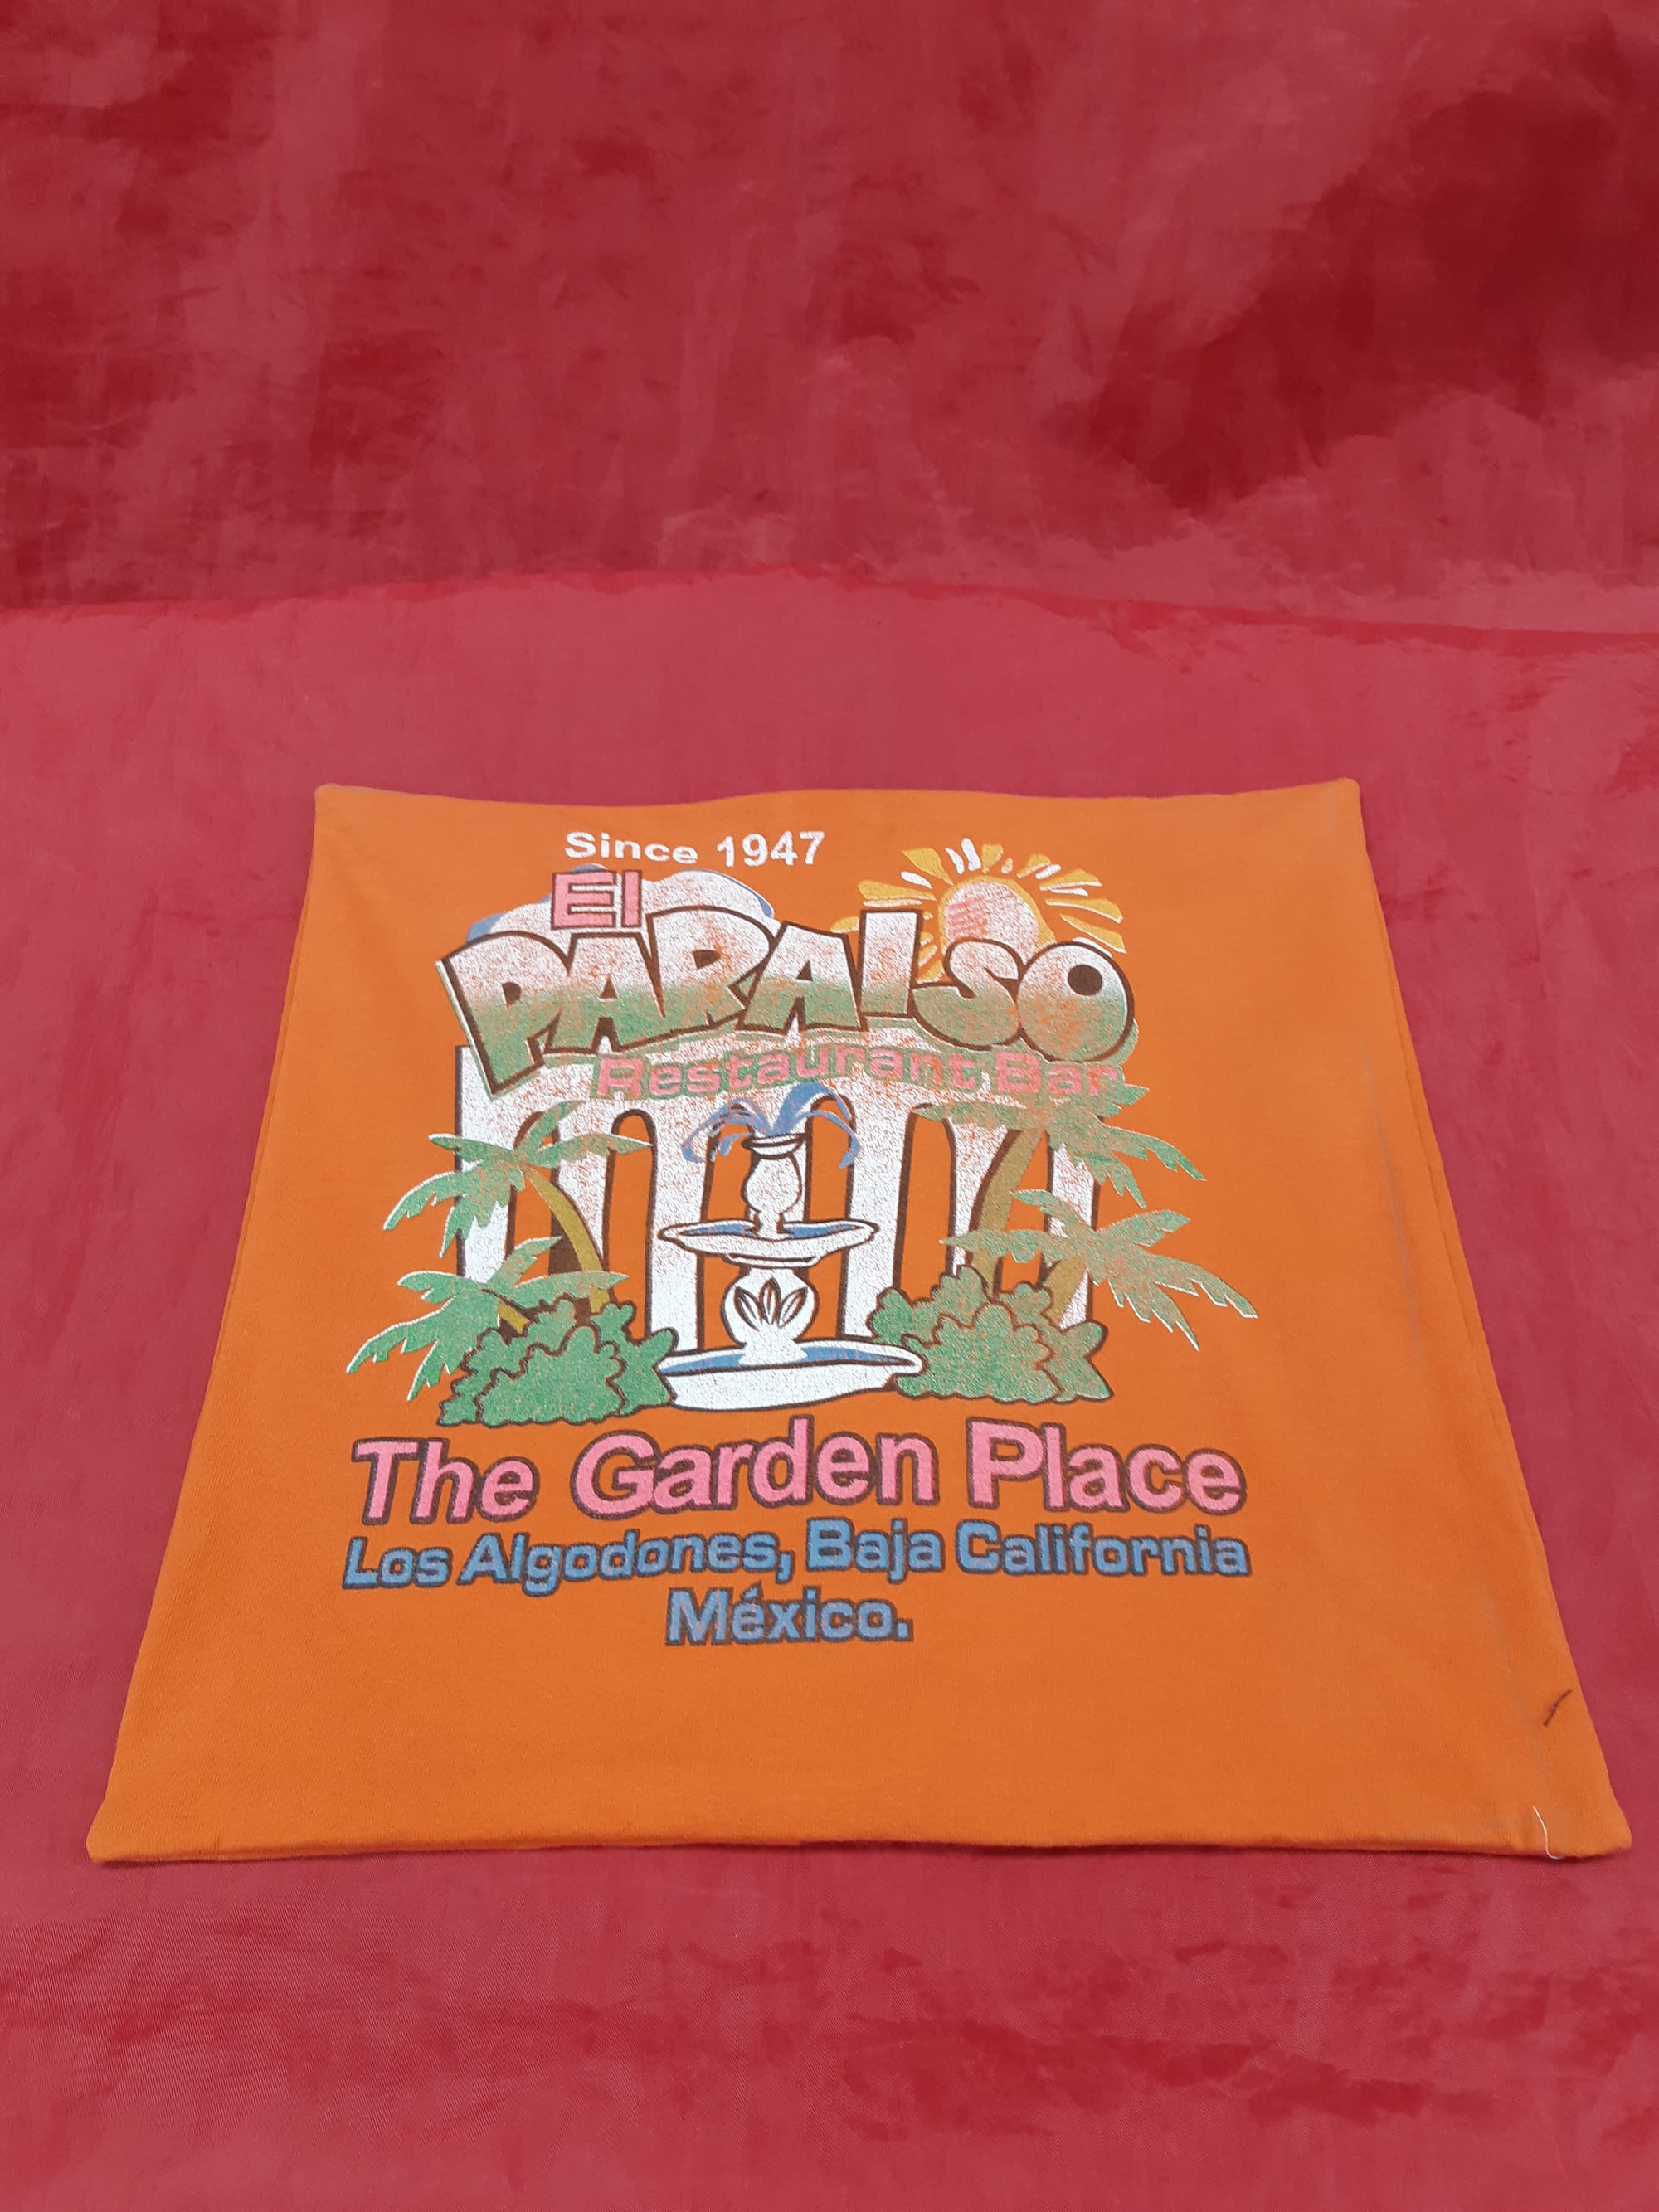 Since 1947
El
PARAISO
Restaurant Bar
The Garden Place
Los Algodones, Baja California
México.